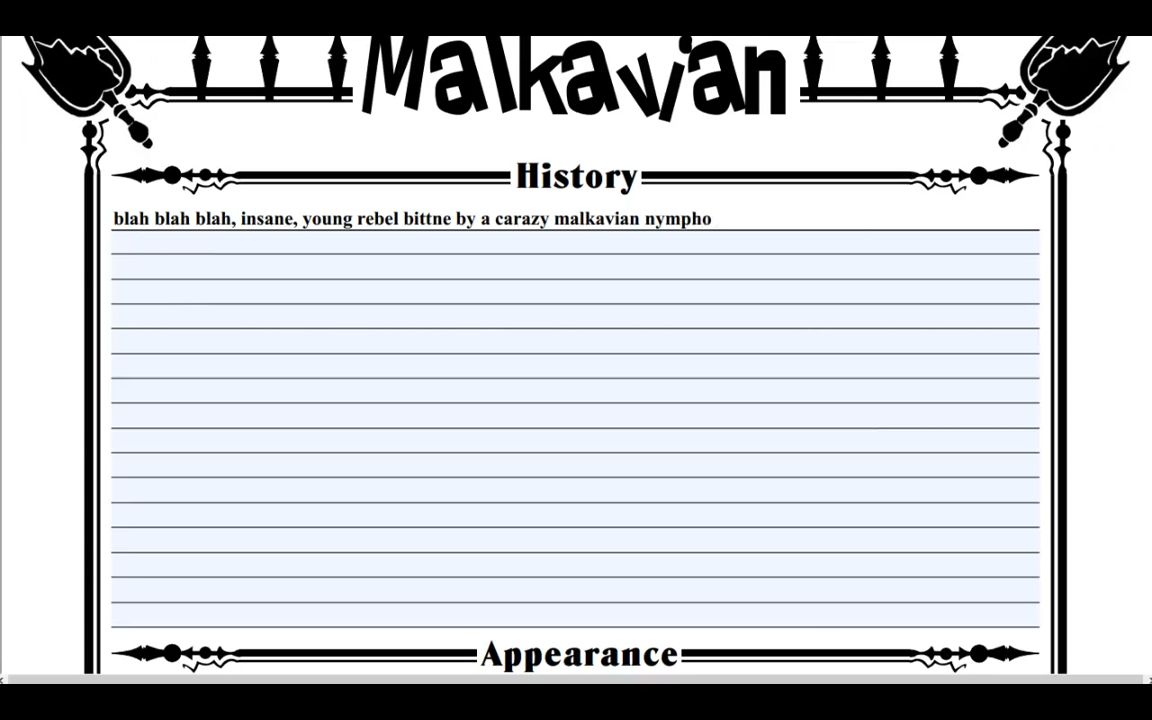 Malkavian
History
blah blah blah, insane, young rebel bittne by a carazy malkavian nympho
Appearance